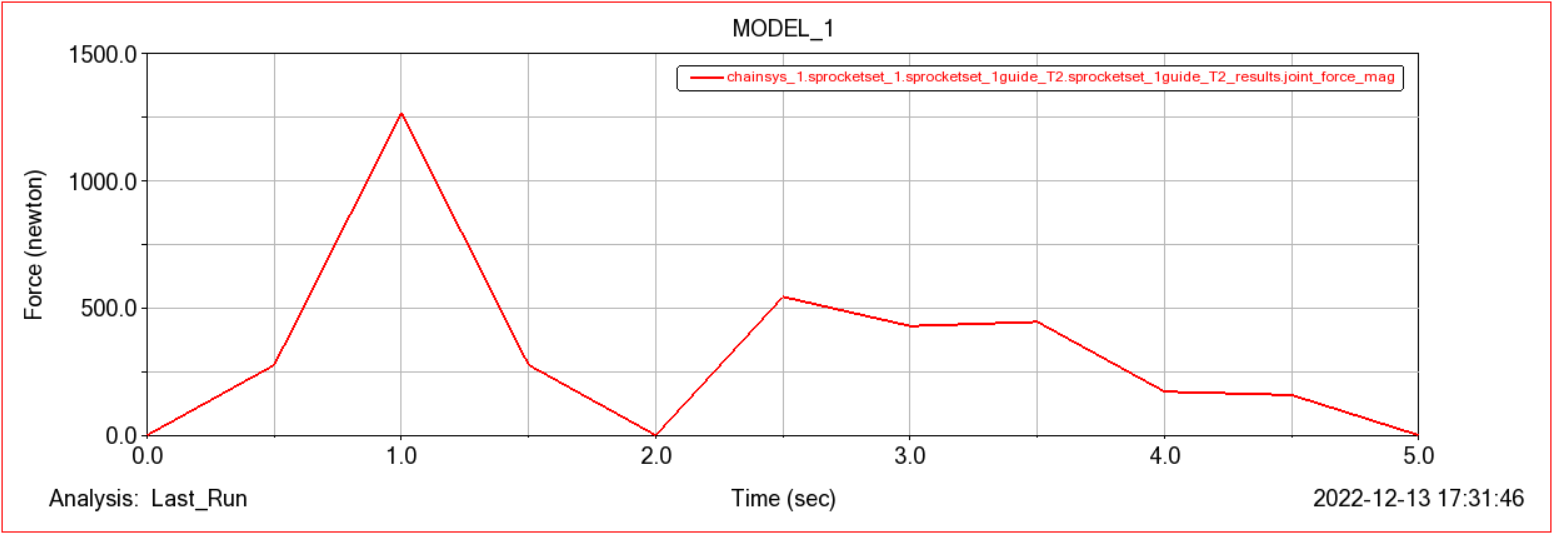 MODEL_1
1500.0
chainsys_1.sprocketset_1.sprocketset_1guide_T2.sprocketset_1guide_T2_results.joint_force_mag
1000.0
Force (newton)
500.0
0.0
0.0 1.0 2.0 3.0 4.0 5.0
Analysis: Last_Run Time (sec) 2022-12-13 17:31:46